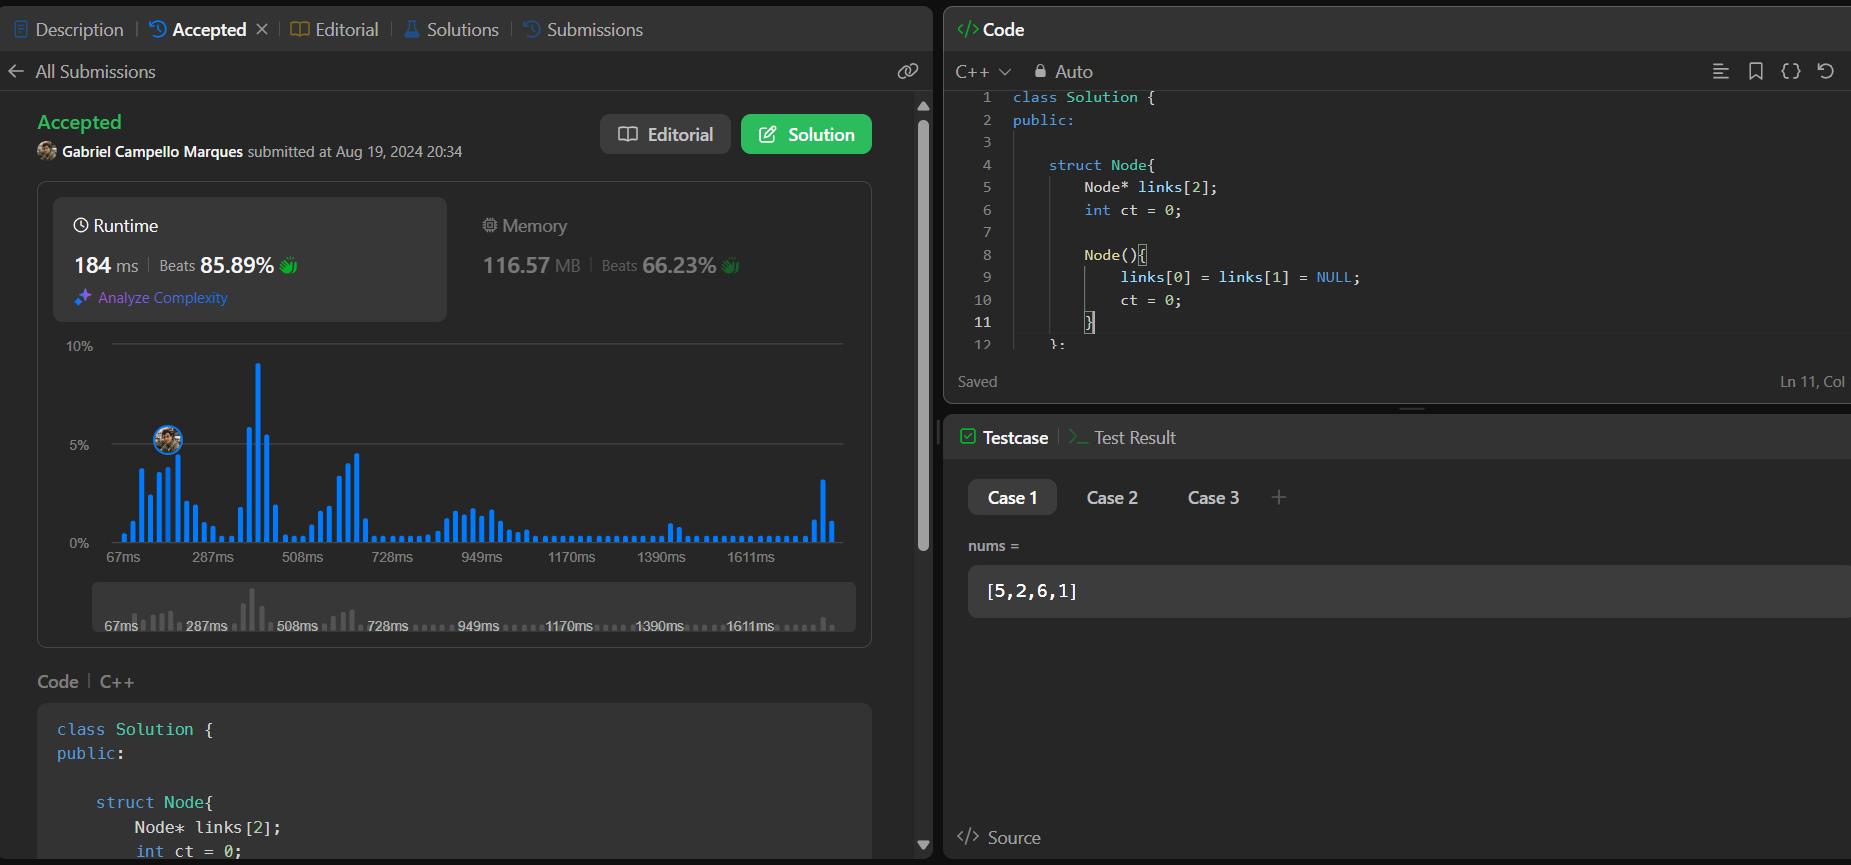 Description
Accepted
Editorial
Solutions
Submissions
All Submissions
Accepted
Gabriel Campello Marques submitted at Aug 19, 2024 20:34
Editorial
Solution
Runtime
184 ms
Beats 85.89%
Analyze Complexity
Memory
116.57 MB
Beats 66.23%
10%
5%
0%
67ms 287ms 508ms 728ms 949ms 1170ms 1390ms 1611ms
67ms 287ms 508ms 728ms 949ms 1170ms 1390ms 1611ms
Code
C++
class Solution {
public:
struct Node{
Node* links[2];
int ct = 0;
</> Code
C++
Auto
1 class Solution {
2 public:
3
4 struct Node{
5 Node* links[2];
6 int ct = 0;
7
8 Node(){
9 links[0] = links[1] = NULL;
10 ct = 0;
11 }
12 };
Saved
Ln 11, Col
Testcase
Test Result
Case 1
Case 2
Case 3
+
nums =
[5,2,6,1]
</> Source